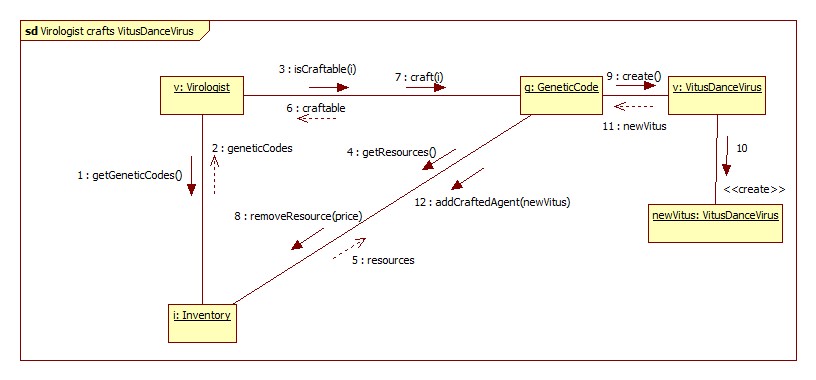 sd Virologist crafts VitusDanceVirus
3 : isCraftable(i)
7 : craft(i)
9 : create()
v: Virologist
g: GeneticCode
v: VitusDanceVirus
6 : craftable
11 : newVitus
2 : geneticCodes
4 : getResources()
10
1 : getGeneticCodes()
<<create>>
12 : addCraftedAgent(newVitus)
8 : removeResource(price)
newVitus: VitusDanceVirus
5 : resources
i: Inventory